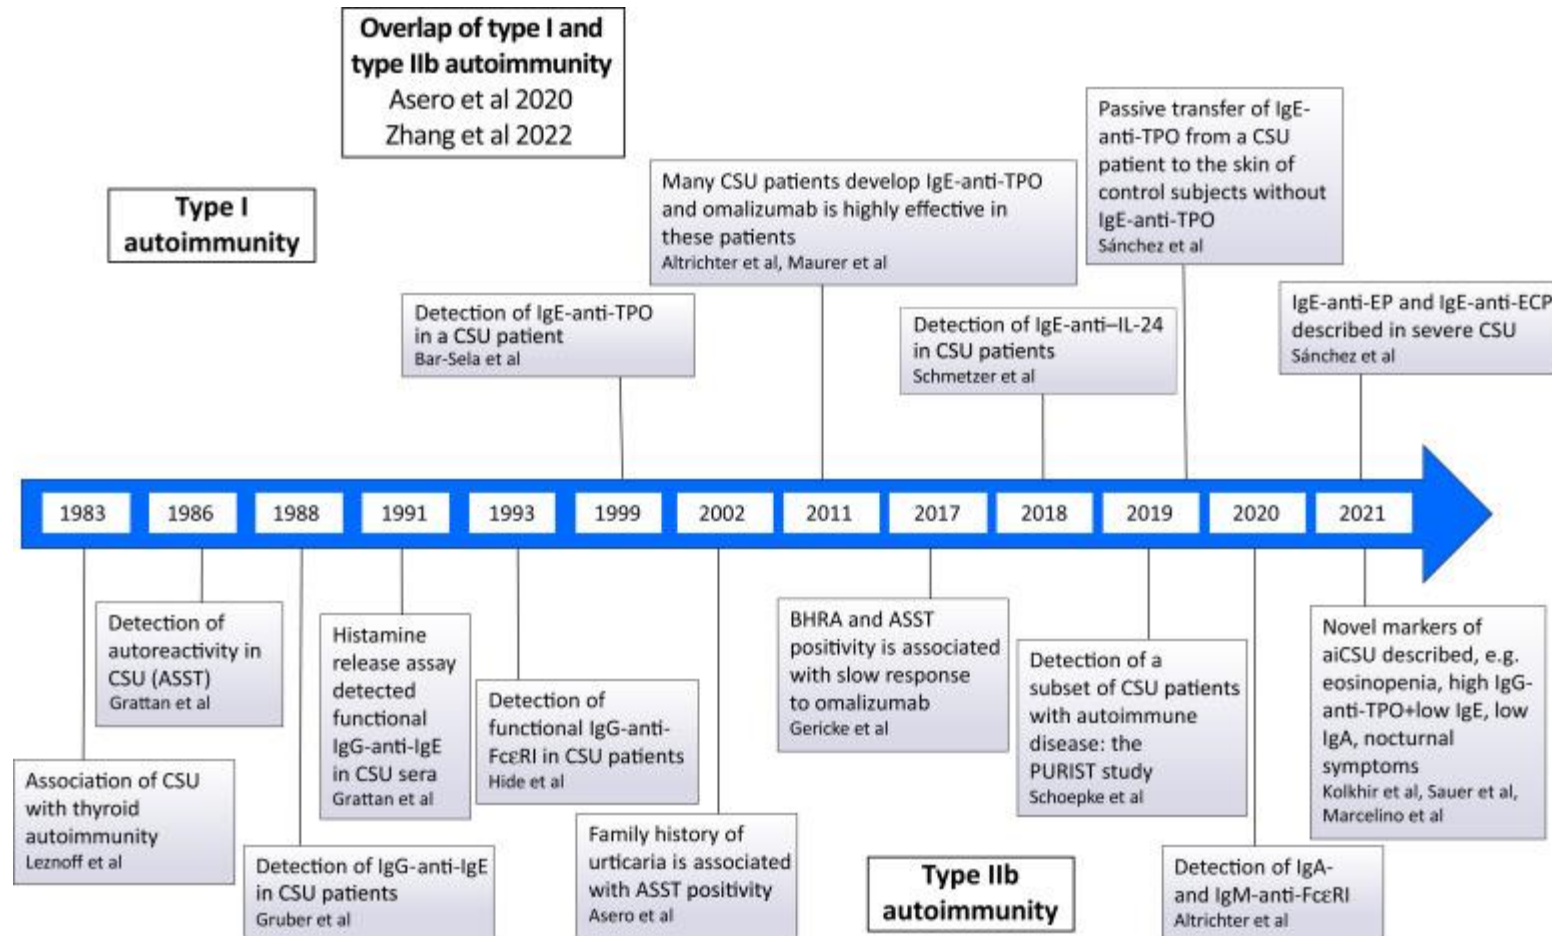 Overlap of type I and
type IIb autoimmunity
Asero et al 2020
Zhang et al 2022
Type I
autoimmunity
Detection of IgE-anti-TPO
in a CSU patient
Bar-Sela et al
Many CSU patients develop IgE-anti-TPO
and omalizumab is highly effective in
these patients
Altrichter et al, Maurer et al
Detection of IgE-anti–IL-24
in CSU patients
Schmetzer et al
Passive transfer of IgE-
anti-TPO from a CSU
patient to the skin of
control subjects without
IgE-anti-TPO
Sánchez et al
IgE-anti-EP and IgE-anti-ECP
described in severe CSU
Sánchez et al
1983 1986 1988 1991 1993 1999 2002 2011 2017 2018 2019 2020 2021
Association of CSU
with thyroid
autoimmunity
Leznoff et al
Detection of
autoreactivity in
CSU (ASST)
Grattan et al
Detection of IgG-anti-IgE
in CSU patients
Gruber et al
Histamine
release assay
detected
functional
IgG-anti-IgE
in CSU sera
Grattan et al
Detection of
functional IgG-anti-
FcεRI in CSU patients
Hide et al
Family history of
urticaria is associated
with ASST positivity
Asero et al
BHRA and ASST
positivity is associated
with slow response
to omalizumab
Gericke et al
Type IIb
autoimmunity
Detection of a
subset of CSU patients
with autoimmune
disease: the
PURIST study
Schoepke et al
Detection of IgA-
and IgM-anti-FcεRI
Altrichter et al
Novel markers of
aiCSU described, e.g.
eosinopenia, high IgG-
anti-TPO+low IgE, low
IgA, nocturnal
symptoms
Kolkhir et al, Sauer et al,
Marcelino et al